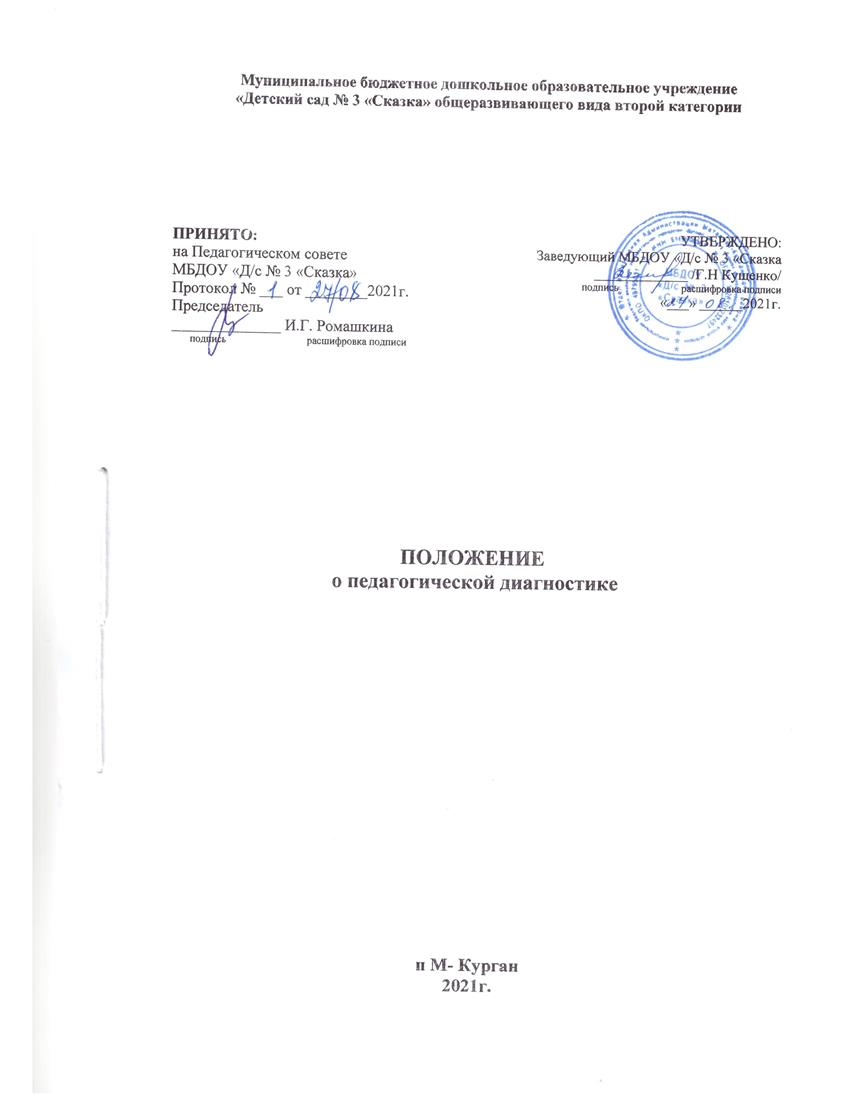 Муниципальное бюджетное дошкольное образовательное учреждение
«Детский сад № 3 «Сказка» общеразвивающего вида второй категории
ПРИНЯТО:
на Педагогическом совете
МБДОУ «Д/с № 3 «Сказка»
Протокол № 1 от 27/08 2021г.
Председатель
И.Г. Ромашкина
подпись расшифровка подписи
УТВЕРЖДЕНО:
Заведующий МБДОУ «Д/с № 3 «Сказка
/Г.Н Кущенко/
подпись расшифровка подписи
«27» 08 2021г.
ПОЛОЖЕНИЕ
о педагогической диагностике
п М- Курган
2021г.